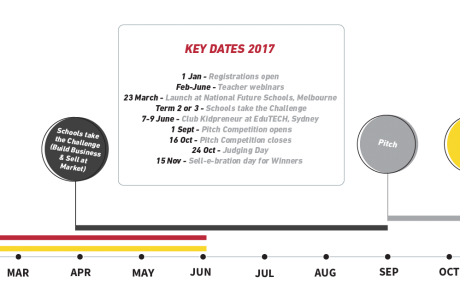 KEY DATES 2017
1 Jan - Registrations open
Feb-June - Teacher webinars
23 March - Launch at National Future Schools, Melbourne
Term 2 or 3 - Schools take the Challenge
7-9 June - Club Kidpreneur at EduTECH, Sydney
1 Sept - Pitch Competition opens
16 Oct - Pitch Competition closes
24 Oct - Judging Day
15 Nov - Sell-e-bration day for Winners
Schools take
the Challenge
(Build Business
& Sell at
Market)
Pitch
MAR APR MAY JUN JUL AUG SEP OCT